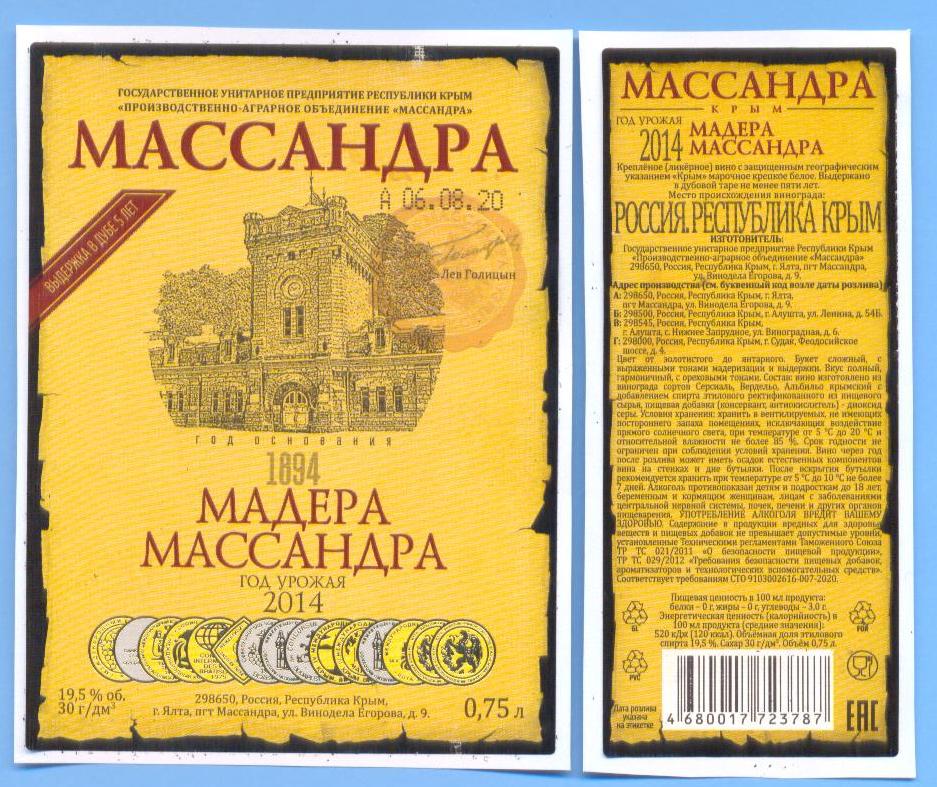 ГОСУДАРСТВЕННОЕ УНИТАРНОЕ ПРЕДПРИЯТИЕ РЕСПУБЛИКИ КРЫМ
«ПРОИЗВОДСТВЕННО-АГРАРНОЕ ОБЪЕДИНЕНИЕ «МАССАНДРА»
МАССАНДРА
А 06.08.20
ВЫДЕРЖКА В ДУБЕ 5 ЛЕТ
Лев Голицын
ГОД ОСНОВАНИЯ
1894
МАДЕРА
МАССАНДРА
ГОД УРОЖАЯ
2014
19,5 % об.
30 г/дм³
298650, Россия, Республика Крым,
г. Ялта, пгт Массандра, ул. Винодела Егорова, д. 9.
0,75 л
МАССАНДРА
КРЫМ
ГОД УРОЖАЯ
2014
МАДЕРА
МАССАНДРА
Креплёное (ликёрное) вино с защищенным географическим
указанием «Крым» марочное крепкое белое. Выдержано
в дубовой таре не менее пяти лет.
Место происхождения винограда:
РОССИЯ.РЕСПУБЛИКА КРЫМ
ИЗГОТОВИТЕЛЬ:
Государственное унитарное предприятие Республики Крым
«Производственно-аграрное объединение «Массандра»
298650, Россия, Республика Крым, г. Ялта, пгт Массандра,
ул. Винодела Егорова, д. 9.
Адрес производства (см. буквенный код возле даты розлива)
А: 298650, Россия, Республика Крым, г. Ялта,
пгт Массандра, ул. Винодела Егорова, д. 9.
Б: 298500, Россия, Республика Крым, г. Алушта, ул. Ленина, д. 54Б.
В: 298545, Россия, Республика Крым,
г. Алушта, с. Нижнее Запрудное, ул. Виноградная, д. 6.
Г: 298000, Россия, Республика Крым, г. Судак, Феодосийское
шоссе, д. 4.
Цвет от золотистого до янтарного. Букет сложный, с
выраженными тонами мадеризации и выдержки. Вкус полный,
гармоничный, с ореховыми тонами. Состав: вино изготовлено из
винограда сортов Серсиаль, Вердельо, Альбильо крымский с
добавлением спирта этилового ректификованного из пищевого
сырья, пищевая добавка (консервант, антиокислитель) - диоксид
серы. Условия хранения: хранить в вентилируемых, не имеющих
постороннего запаха помещениях, исключающих воздействие
прямого солнечного света, при температуре от 5 °С до 20 °С и
относительной влажности не более 85 %. Срок годности не
ограничен при соблюдении условий хранения. Вино через год
после розлива может иметь осадок естественных компонентов
вина на стенках и дне бутылки. После вскрытия бутылки
рекомендуется хранить при температуре от 5 °С до 10 °С не более
7 дней. Алкоголь противопоказан детям и подросткам до 18 лет,
беременным и кормящим женщинам, лицам с заболеваниями
центральной нервной системы, почек, печени и других органов
пищеварения. УПОТРЕБЛЕНИЕ АЛКОГОЛЯ ВРЕДИТ ВАШЕМУ
ЗДОРОВЬЮ. Содержание в продукции вредных для здоровья
веществ и пищевых добавок не превышает допустимые уровни,
установленные Техническими регламентами Таможенного Союза
ТР ТС 021/2011 «О безопасности пищевой продукции»,
ТР ТС 029/2012 «Требования безопасности пищевых добавок,
ароматизаторов и технологических вспомогательных средств».
Соответствует требованиям СТО 9103002616-007-2020.
Пищевая ценность в 100 мл продукта:
белки – 0 г, жиры – 0 г, углеводы – 3,0 г.
Энергетическая ценность (калорийность) в
100 мл продукта (средние значения):
520 кДж (120 ккал). Объёмная доля этилового
спирта 19,5 %. Сахар 30 г/дм³. Объём 0,75 л.
GL
PVC
Дата розлива
указана
на этикетке
4 680017 723787
EAC